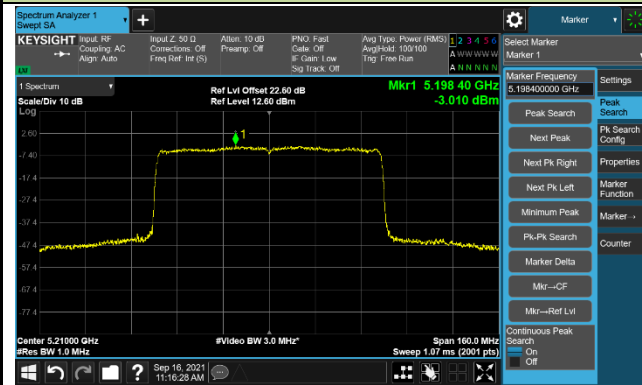 Spectrum Analyzer 1
Swept SA
Marker
KEYSIGHT
Input: RF
Coupling: AC
Align: Auto
Input Z: 50 Ω
Corrections: Off
Freq Ref: Int (S)
Atten: 10 dB
Preamp: Off
PNO: Fast
Gate: Off
IF Gain: Low
Sig Track: Off
Avg Type: Power (RMS)
Avg|Hold: 100/100
Trig: Free Run
1 2 3 4 5 6
A W W W W W
A N N N N N
LXI
Select Marker
Marker 1
1 Spectrum
Scale/Div 10 dB
Log
Ref Lvl Offset 22.60 dB
Ref Level 12.60 dBm
Mkr1 5.198 40 GHz
-3.010 dBm
1
2.60
-7.40
-17.4
-27.4
-37.4
-47.4
-57.4
-67.4
-77.4
Center 5.21000 GHz
#Res BW 1.0 MHz
#Video BW 3.0 MHz*
Span 160.0 MHz
Sweep 1.07 ms (2001 pts)
Marker Frequency
5.198400000 GHz
Peak Search
Next Peak
Next Pk Right
Next Pk Left
Minimum Peak
Pk-Pk Search
Marker Delta
Mkr→CF
Mkr→Ref Lvl
Continuous Peak
Search
On
Off
Settings
Peak
Search
Pk Search
Config
Properties
Marker
Function
Marker→
Counter
?
Sep 16, 2021
11:16:28 AM